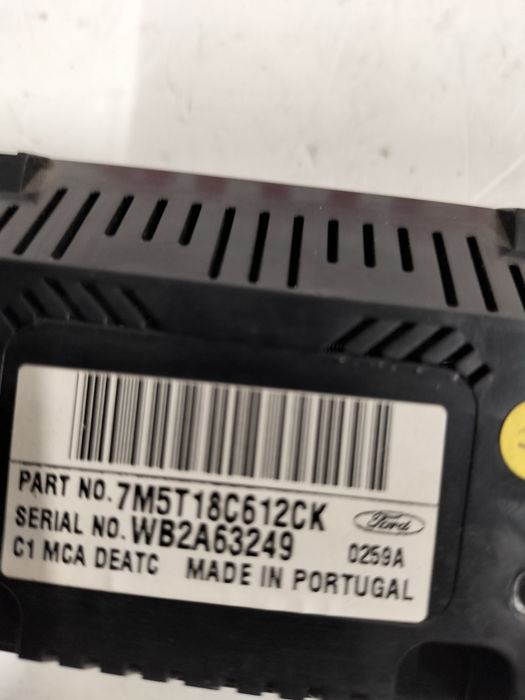 PART NO. 7M5T18C612CK
SERIAL NO. WB2A63249
Ford
0259A
C1 MCA DEATC MADE IN PORTUGAL